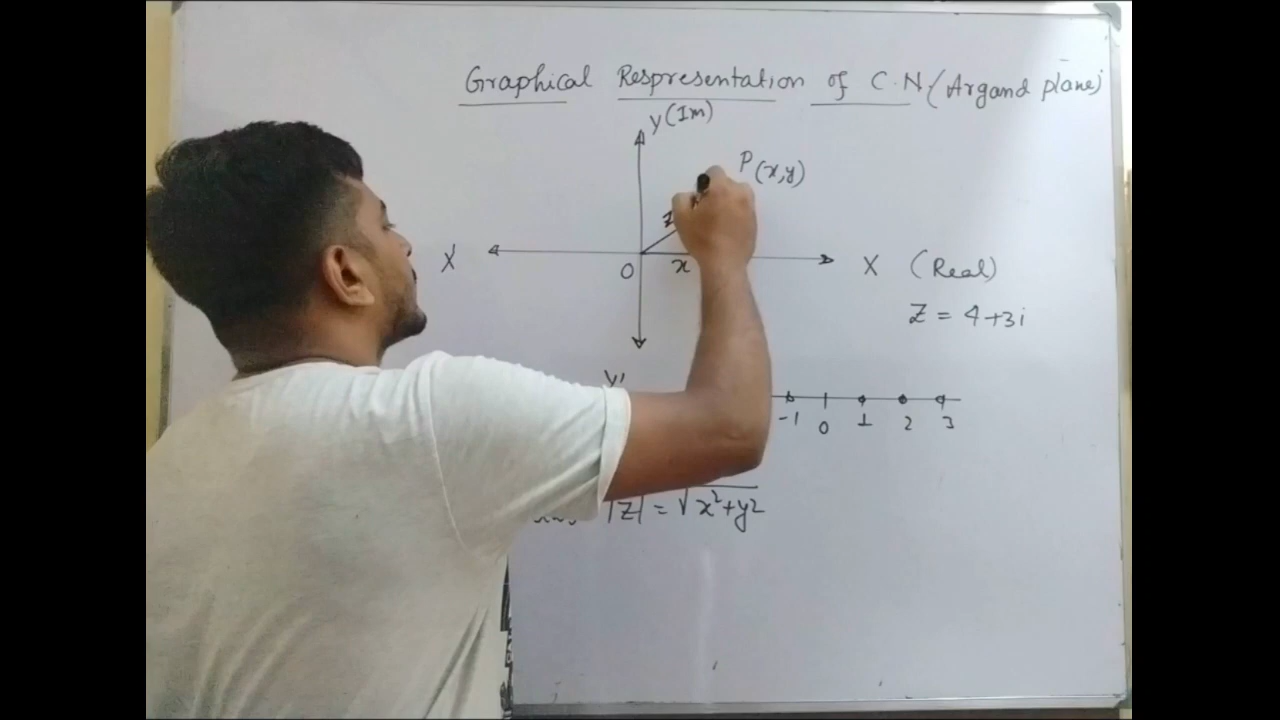 Graphical Respresentation of C.N (Argand plane)
Y (Im)
P (x,y)
Z
X' O x X (Real)
Z = 4+3i
Y'
-1 0 1 2 3
|Z| = √x²+y2